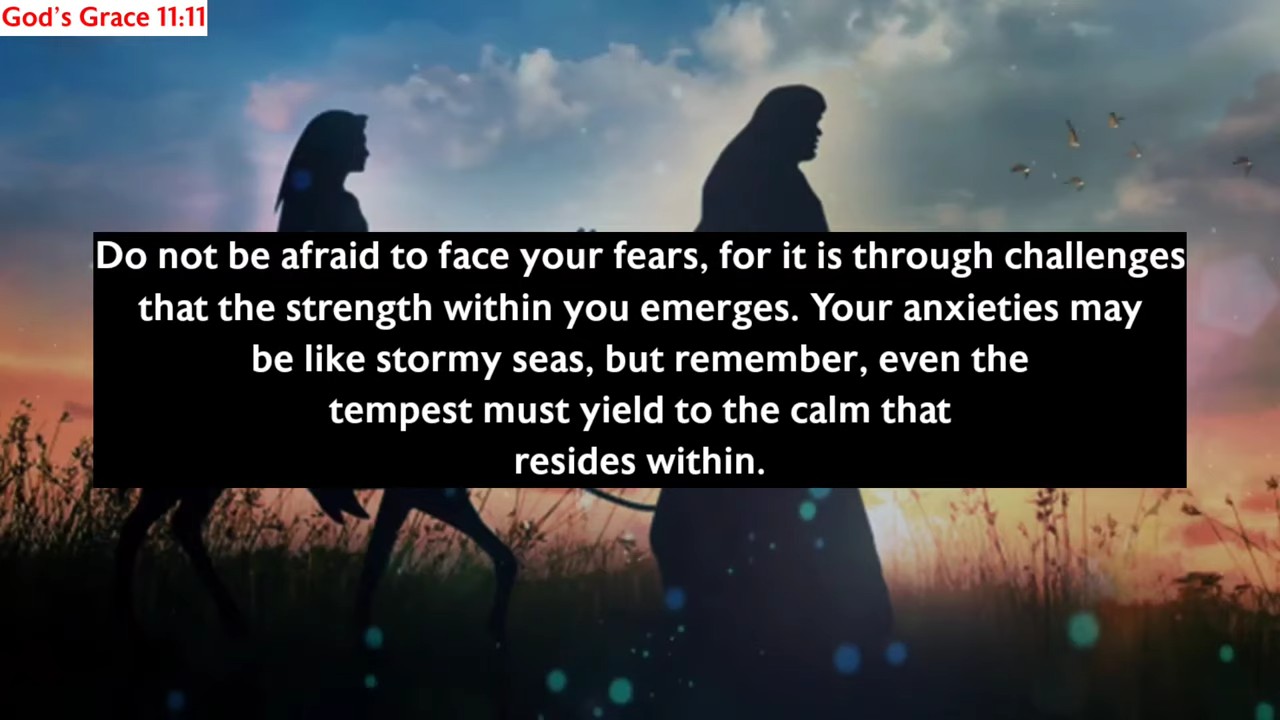 God's Grace 11:11
Do not be afraid to face your fears, for it is through challenges
that the strength within you emerges. Your anxieties may
be like stormy seas, but remember, even the
tempest must yield to the calm that
resides within.